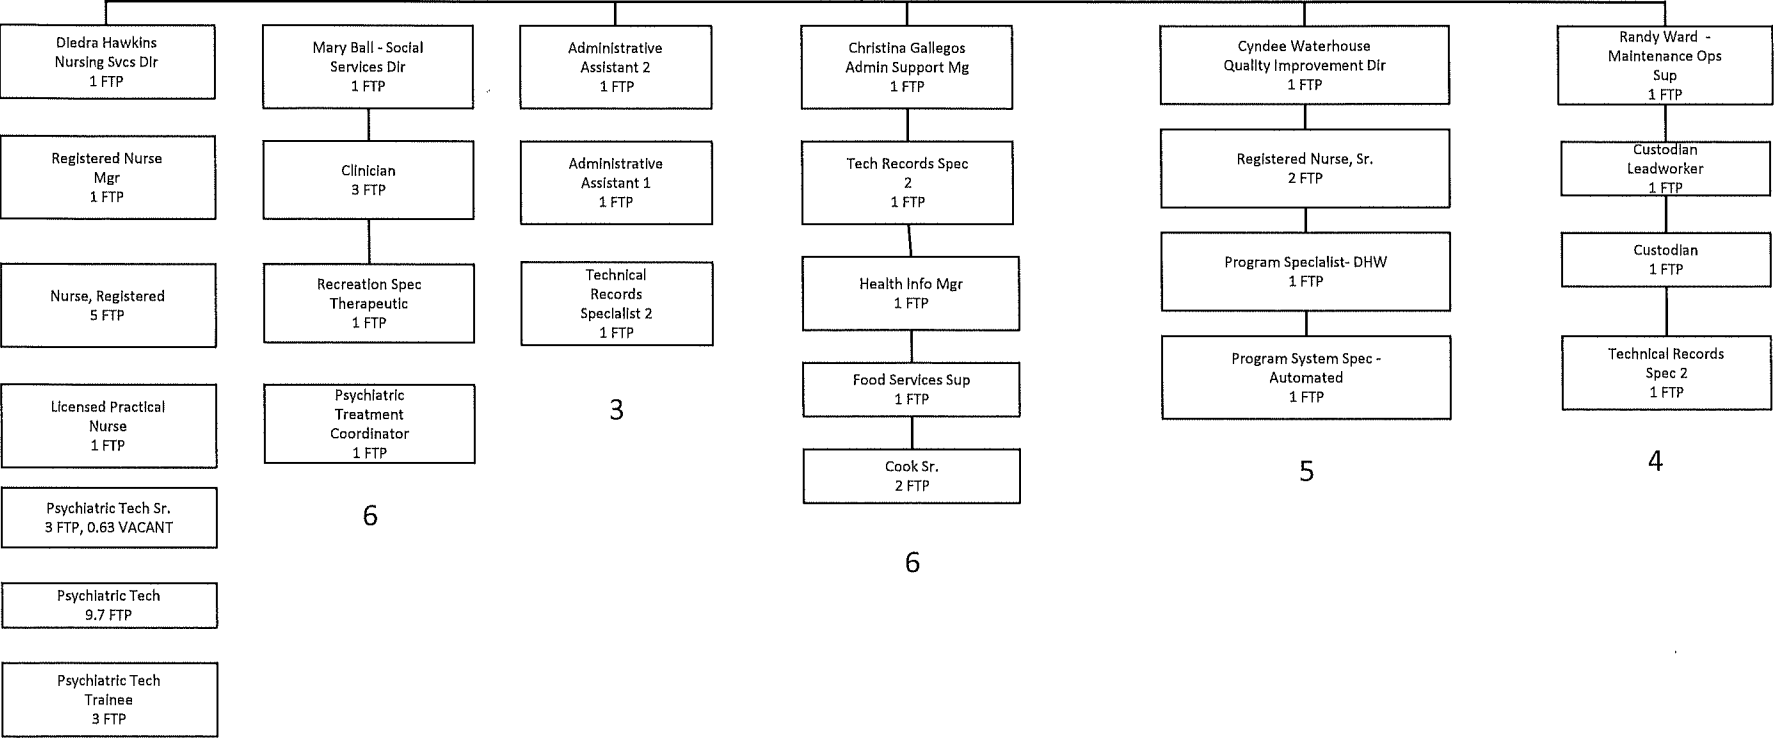 Diedra Hawkins
Nursing Svcs Dir
1 FTP
Registered Nurse
Mgr
1 FTP
Nurse, Registered
5 FTP
Licensed Practical
Nurse
1 FTP
Psychiatric Tech Sr.
3 FTP, 0.63 VACANT
Psychiatric Tech
9.7 FTP
Psychiatric Tech
Trainee
3 FTP
Mary Ball - Social
Services Dir
1 FTP
Clinician
3 FTP
Recreation Spec
Therapeutic
1 FTP
Psychiatric
Treatment
Coordinator
1 FTP
6
Administrative
Assistant 2
1 FTP
Administrative
Assistant 1
1 FTP
Technical
Records
Specialist 2
1 FTP
3
Christina Gallegos
Admin Support Mg
1 FTP
Tech Records Spec
2
1 FTP
Health Info Mgr
1 FTP
Food Services Sup
1 FTP
Cook Sr.
2 FTP
6
Cyndee Waterhouse
Quality Improvement Dir
1 FTP
Registered Nurse, Sr.
2 FTP
Program Specialist- DHW
1 FTP
Program System Spec -
Automated
1 FTP
5
Randy Ward -
Maintenance Ops
Sup
1 FTP
Custodian
Leadworker
1 FTP
Custodian
1 FTP
Technical Records
Spec 2
1 FTP
4